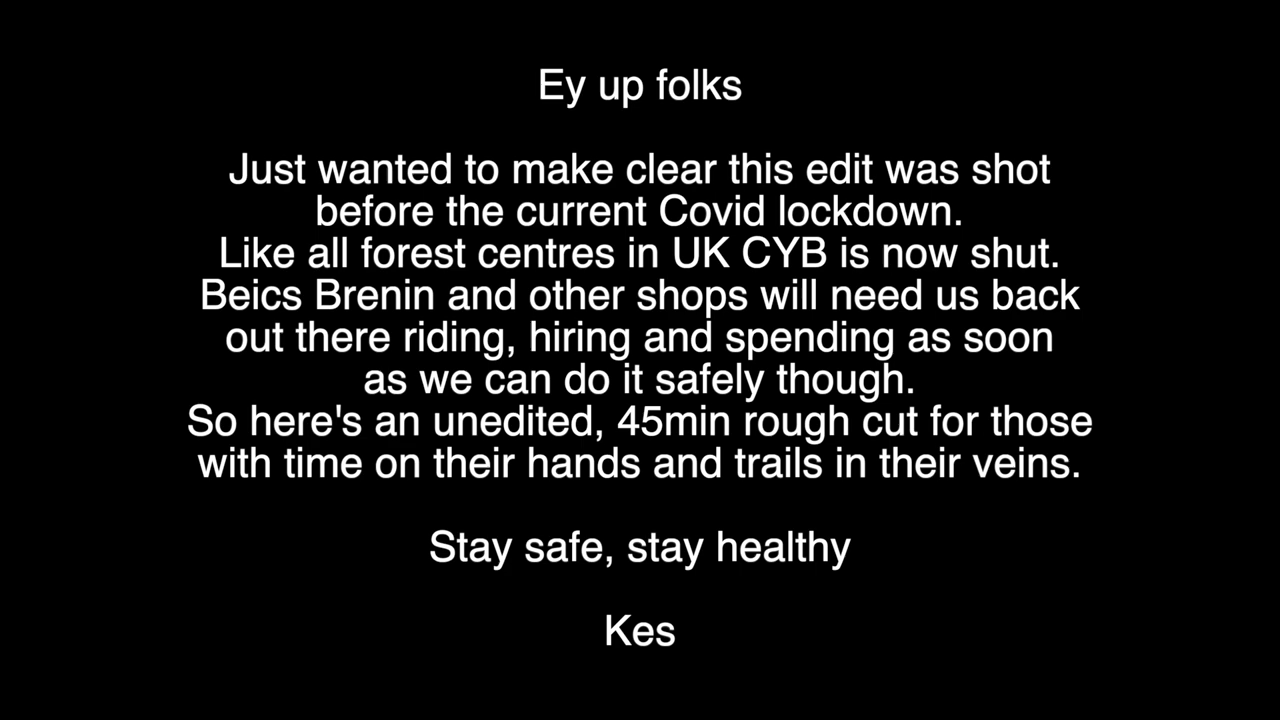 Ey up folks
Just wanted to make clear this edit was shot
before the current Covid lockdown.
Like all forest centres in UK CYB is now shut.
Beics Brenin and other shops will need us back
out there riding, hiring and spending as soon
as we can do it safely though.
So here's an unedited, 45min rough cut for those
with time on their hands and trails in their veins.
Stay safe, stay healthy
Kes